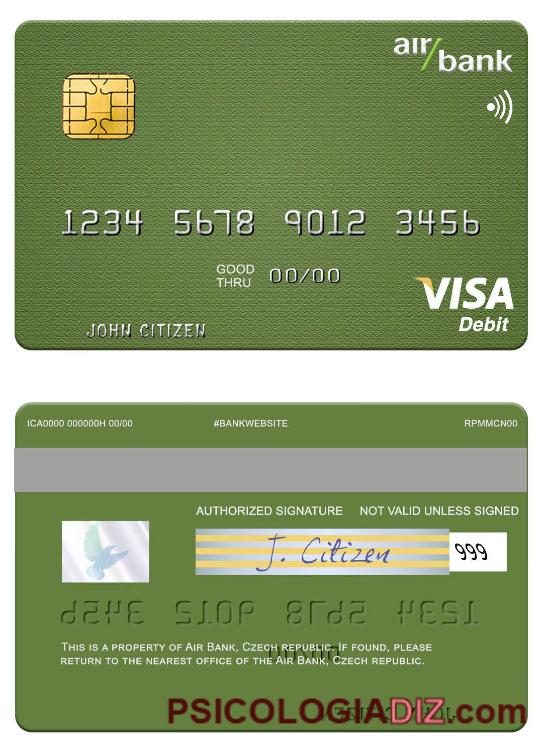 air bank
1234 5678 9012 3456
GOOD THRU 00/00
VISA
Debit
JOHN CITIZEN
ICA0000 000000H 00/00 #BANKWEBSITE RPMMCN00
AUTHORIZED SIGNATURE NOT VALID UNLESS SIGNED
J. Citizen 999
THIS IS A PROPERTY OF AIR BANK, CZECH REPUBLIC. IF FOUND, PLEASE
RETURN TO THE NEAREST OFFICE OF THE AIR BANK, CZECH REPUBLIC.
PSICOLOGIADIZ.com